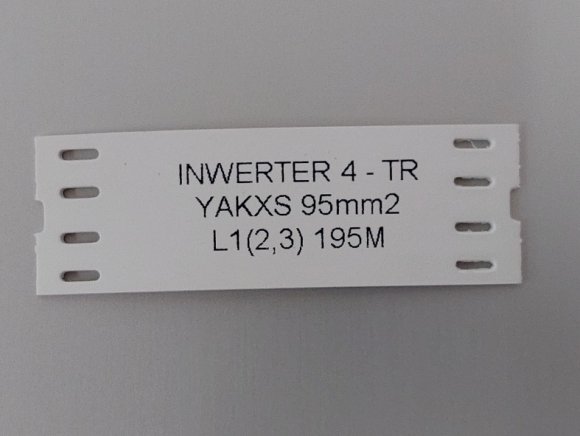 INWERTER 4 - TR
YAKXS 95mm2
L1(2,3) 195M